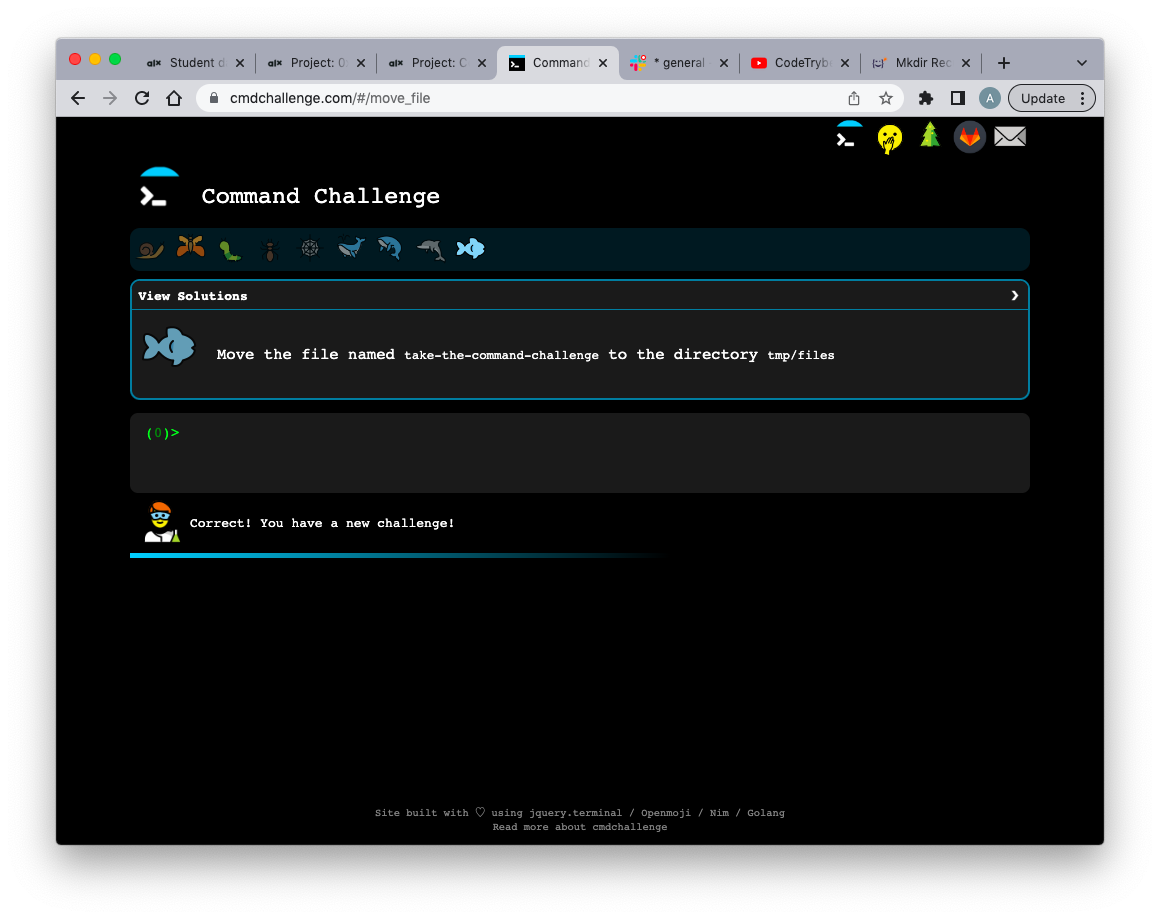 alx Student d
alx Project: 0
alx Project: C
Command
* general
CodeTryb
Mkdir Rec
cmdchallenge.com/#/move_file
A
Update
Command Challenge
View Solutions
Move the file named take-the-command-challenge to the directory tmp/files
(0)>
Correct! You have a new challenge!
Site built with ♡ using jquery.terminal / Openmoji / Nim / Golang
Read more about cmdchallenge